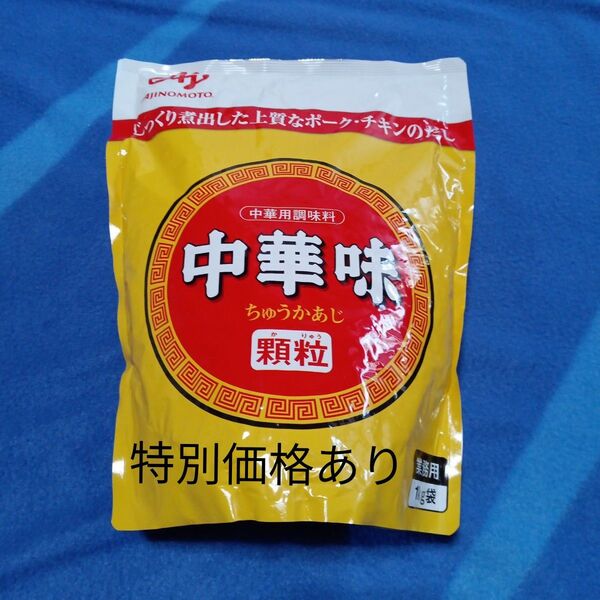 AJINOMOTO
じっくり煮出した上質なポーク・チキンのだし
中華用調味料
中華味
ちゅうかあじ
か りゅう
顆粒
特別価格あり
業務用
1kg袋